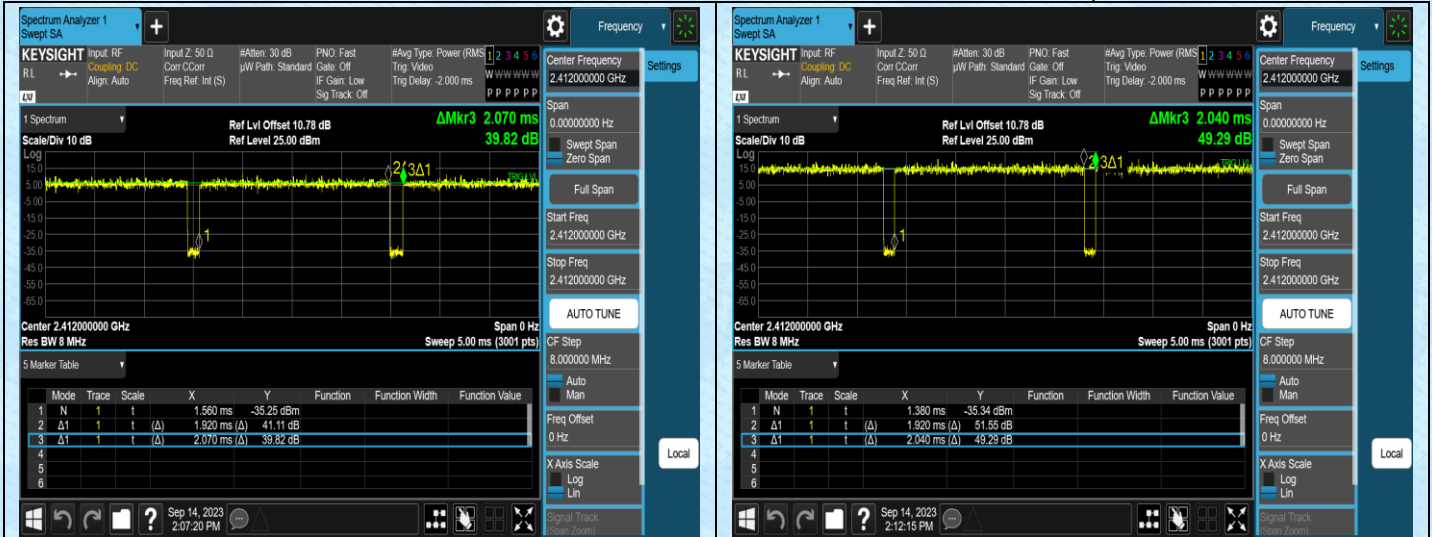 Spectrum Analyzer 1
Swept SA
Frequency
KEYSIGHT
RL
LXI
Input: RF
Coupling: DC
Align: Auto
Input Z: 50 Ω
Corr CCorr
Freq Ref: Int (S)
#Atten: 30 dB
µW Path: Standard
PNO: Fast
Gate: Off
IF Gain: Low
Sig Track: Off
#Avg Type: Power (RMS
Trig: Video
Trig Delay: -2.000 ms
1 2 3 4 5 6
W W W W W W
P P P P P P
Center Frequency
2.412000000 GHz
Settings
1 Spectrum
Scale/Div 10 dB
Ref Lvl Offset 10.78 dB
Ref Level 25.00 dBm
ΔMkr3 2.070 ms
39.82 dB
Span
0.00000000 Hz
Swept Span
Zero Span
Log
15.0
5.00
-5.00
-15.0
-25.0
-35.0
-45.0
-55.0
-65.0
3Δ1
1
TRIG LVL
Full Span
Start Freq
2.412000000 GHz
Stop Freq
2.412000000 GHz
AUTO TUNE
Center 2.412000000 GHz
Res BW 8 MHz
Span 0 Hz
Sweep 5.00 ms (3001 pts)
CF Step
8.000000 MHz
Auto
Man
5 Marker Table
Mode Trace Scale X Y Function Function Width Function Value
1 N 1 t 1.560 ms -35.25 dBm
2 Δ1 1 t (Δ) 1.920 ms (Δ) 41.11 dB
3 Δ1 1 t (Δ) 2.070 ms (Δ) 39.82 dB
4
5
6
Freq Offset
0 Hz
X Axis Scale
Log
Lin
Local
Signal Track
(Span Zoom)
Sep 14, 2023
2:07:20 PM
Spectrum Analyzer 1
Swept SA
Frequency
KEYSIGHT
RL
LXI
Input: RF
Coupling: DC
Align: Auto
Input Z: 50 Ω
Corr CCorr
Freq Ref: Int (S)
#Atten: 30 dB
µW Path: Standard
PNO: Fast
Gate: Off
IF Gain: Low
Sig Track: Off
#Avg Type: Power (RMS
Trig: Video
Trig Delay: -2.000 ms
1 2 3 4 5 6
W W W W W W
P P P P P P
Center Frequency
2.412000000 GHz
Settings
1 Spectrum
Scale/Div 10 dB
Ref Lvl Offset 10.78 dB
Ref Level 25.00 dBm
ΔMkr3 2.040 ms
49.29 dB
Span
0.00000000 Hz
Swept Span
Zero Span
Log
15.0
5.00
-5.00
-15.0
-25.0
-35.0
-45.0
-55.0
-65.0
3Δ1
1
TRIG LVL
Full Span
Start Freq
2.412000000 GHz
Stop Freq
2.412000000 GHz
AUTO TUNE
Center 2.412000000 GHz
Res BW 8 MHz
Span 0 Hz
Sweep 5.00 ms (3001 pts)
CF Step
8.000000 MHz
Auto
Man
5 Marker Table
Mode Trace Scale X Y Function Function Width Function Value
1 N 1 t 1.380 ms -35.34 dBm
2 Δ1 1 t (Δ) 1.920 ms (Δ) 51.55 dB
3 Δ1 1 t (Δ) 2.040 ms (Δ) 49.29 dB
4
5
6
Freq Offset
0 Hz
X Axis Scale
Log
Lin
Local
Signal Track
(Span Zoom)
Sep 14, 2023
2:12:15 PM